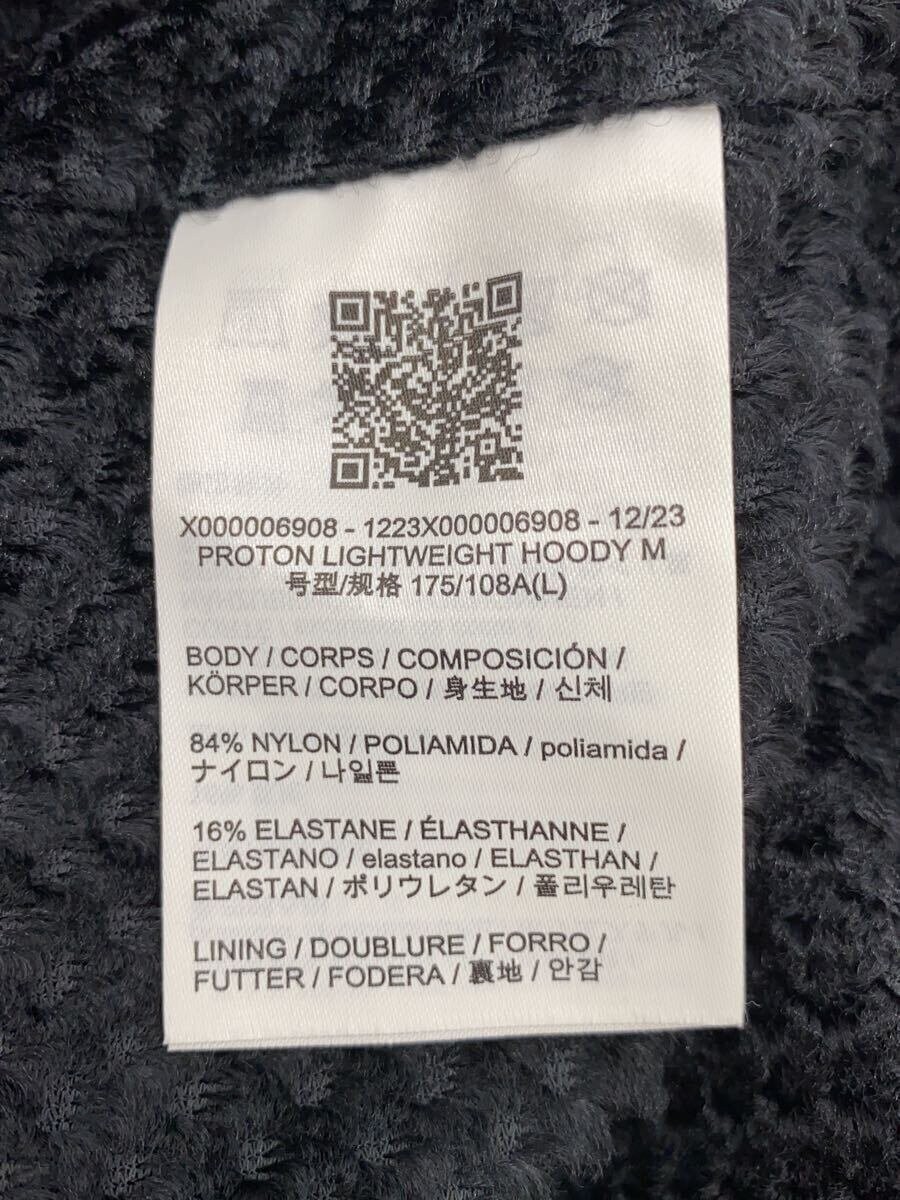 X000006908 - 1223X000006908 - 12/23
PROTON LIGHTWEIGHT HOODY M
号型/规格 175/108A(L)
BODY / CORPS / COMPOSICIÓN /
KÖRPER / CORPO / 身生地 / 신체
84% NYLON / POLIAMIDA / poliamida /
ナイロン / 나일론
16% ELASTANE / ÉLASTHANNE /
ELASTANO / elastano / ELASTHAN /
ELASTAN / ポリウレタン / 폴리우레탄
LINING / DOUBLURE / FORRO /
FUTTER / FODERA / 裏地 / 안감